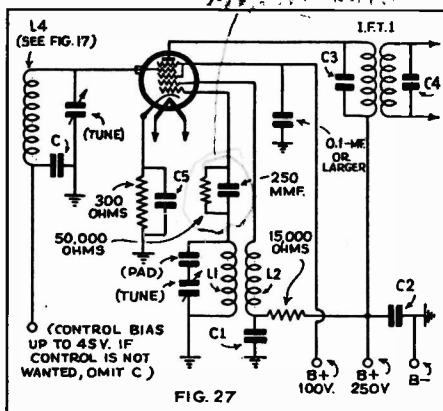 L4
(SEE FIG. 17)
I.F.T.1
C3
C4
(TUNE)
C
0.1-MF.
OR
LARGER
C5
300
OHMS
250
MMF.
50,000
OHMS
15,000
OHMS
(PAD)
(TUNE)
L1
L2
C2
C1
(CONTROL BIAS
UP TO 45V. IF
CONTROL IS NOT
WANTED, OMIT C)
B+
100V.
B+
250V
B-
FIG. 27